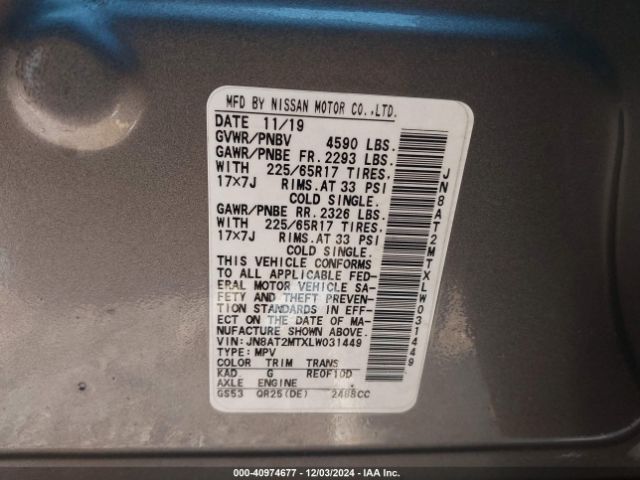 MFD BY NISSAN MOTOR CO.,LTD.
DATE 11/19
GVWR/PNBV 4590 LBS.
GAWR/PNBE FR. 2293 LBS.
WITH 225/65R17 TIRES.
17x7J RIMS.AT 33 PSI
COLD SINGLE.
GAWR/PNBE RR. 2326 LBS.
WITH 225/65R17 TIRES.
17x7J RIMS.AT 33 PSI
COLD SINGLE.
THIS VEHICLE CONFORMS
TO ALL APPLICABLE FED-
ERAL MOTOR VEHICLE SA-
FETY AND THEFT PREVEN-
TION STANDARDS IN EFF-
ECT ON THE DATE OF MA-
NUFACTURE SHOWN ABOVE.
VIN: JN8AT2MTXLW031449
TYPE: MPV
COLOR TRIM TRANS
KAD G RE0F10D
AXLE ENGINE
GS53 QR25(DE) 2488CC
JN8AT2MTXLW031449
000-40974677 - 12/03/2024 - IAA Inc.